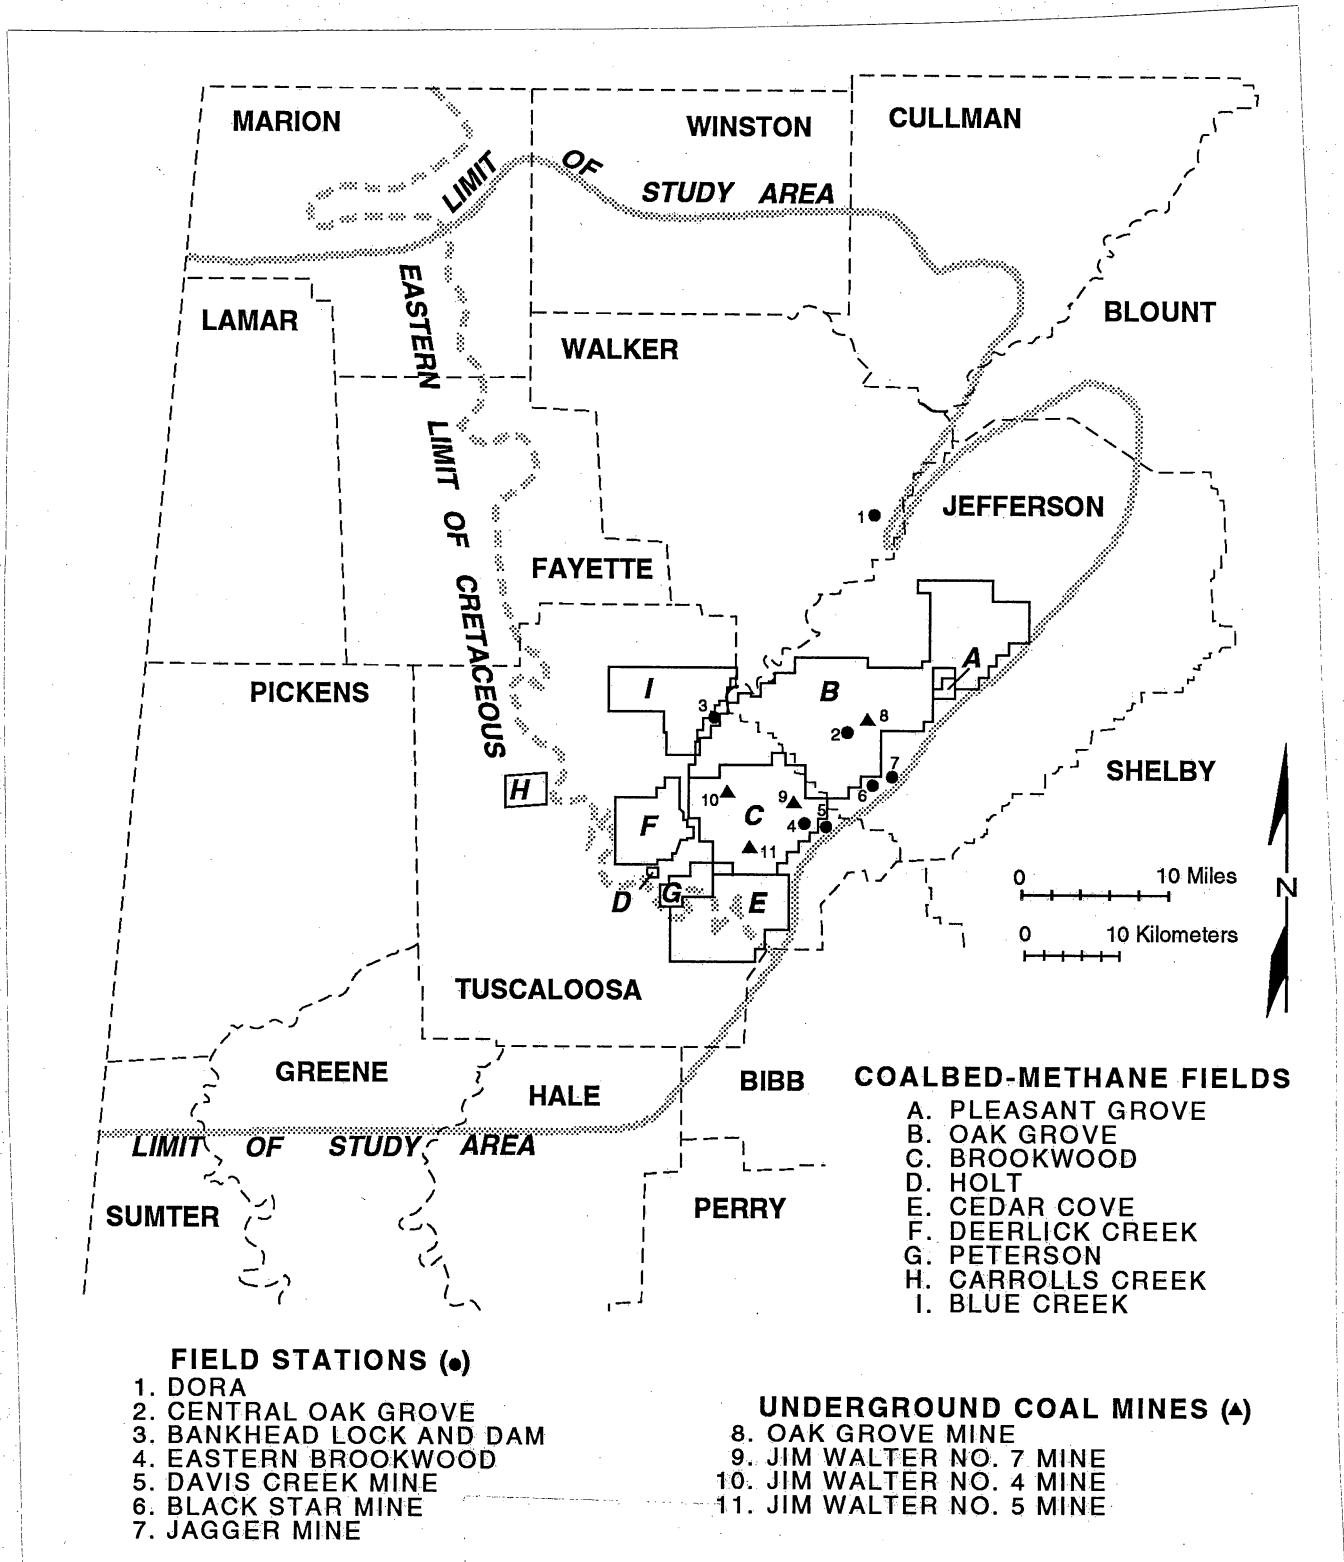 MARION
WINSTON
CULLMAN
LIMIT OF STUDY AREA
LAMAR
EASTERN LIMIT OF CRETACEOUS
BLOUNT
WALKER
JEFFERSON
1
FAYETTE
A
PICKENS
I
B
3
8
2
SHELBY
7
H
6
10
9
C
5
F
4
11
0 10 Miles
N
D
G
E
0 10 Kilometers
TUSCALOOSA
GREENE
HALE
BIBB
LIMIT OF STUDY AREA
SUMTER
PERRY
COALBED-METHANE FIELDS
A. PLEASANT GROVE
B. OAK GROVE
C. BROOKWOOD
D. HOLT
E. CEDAR COVE
F. DEERLICK CREEK
G. PETERSON
H. CARROLLS CREEK
I. BLUE CREEK
FIELD STATIONS (●)
1. DORA
2. CENTRAL OAK GROVE
3. BANKHEAD LOCK AND DAM
4. EASTERN BROOKWOOD
5. DAVIS CREEK MINE
6. BLACK STAR MINE
7. JAGGER MINE
UNDERGROUND COAL MINES (▲)
8. OAK GROVE MINE
9. JIM WALTER NO. 7 MINE
10. JIM WALTER NO. 4 MINE
11. JIM WALTER NO. 5 MINE